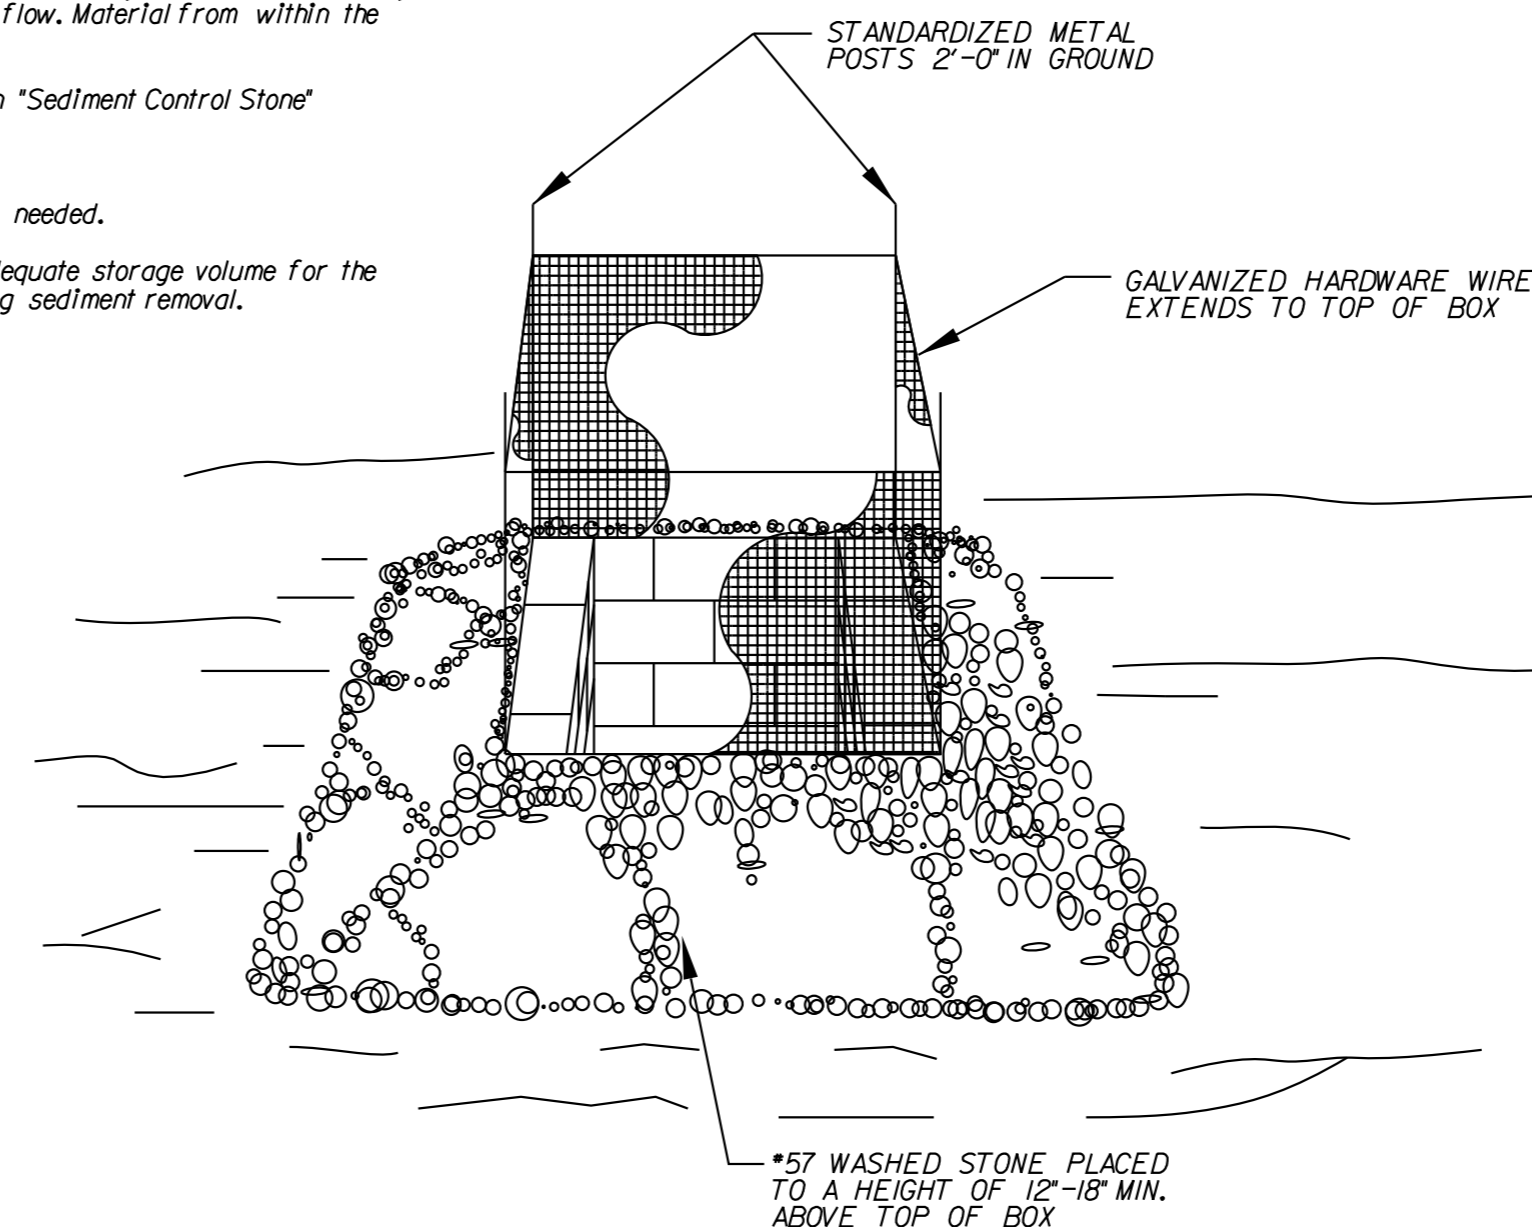 flow. Material from within the
"Sediment Control Stone"
needed.
equate storage volume for the
sediment removal.
STANDARDIZED METAL
POSTS 2'-0" IN GROUND
GALVANIZED HARDWARE WIRE
EXTENDS TO TOP OF BOX
#57 WASHED STONE PLACED
TO A HEIGHT OF 12"-18" MIN.
ABOVE TOP OF BOX